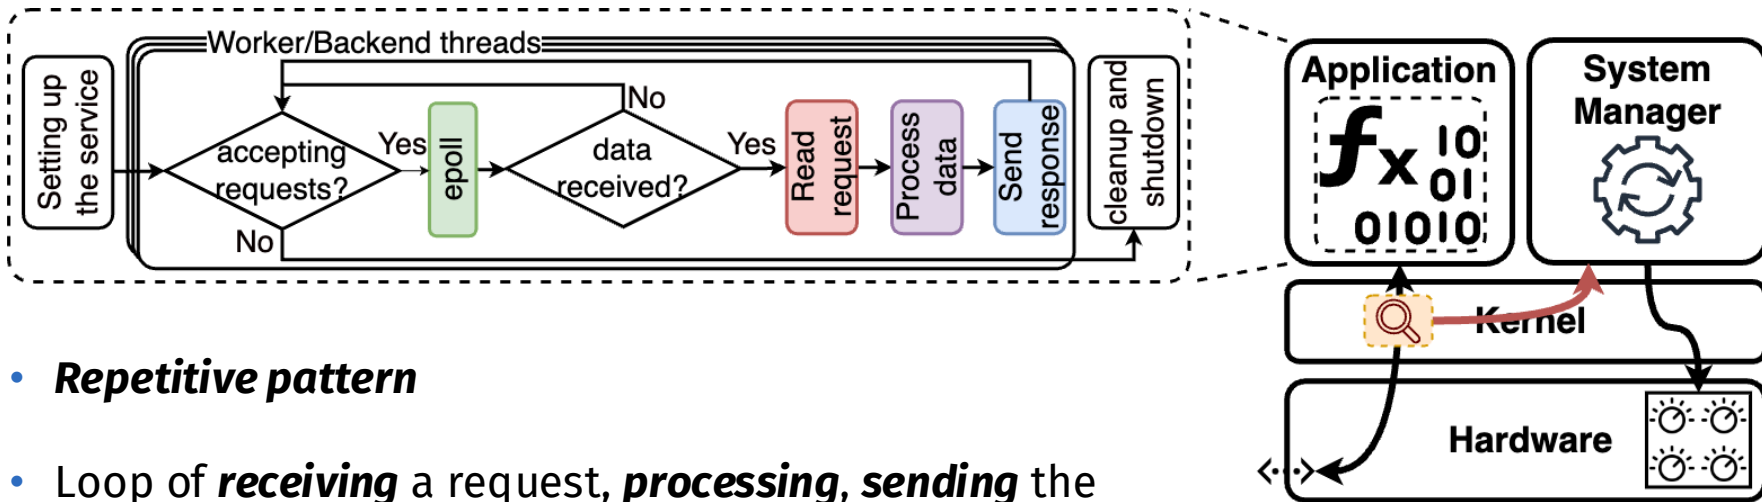 Worker/Backend threads
Setting up
the service
accepting
requests?
Yes
No
epoll
data
received?
No
Yes
Read
request
Process
data
Send
response
cleanup and
shutdown
Application
fx 10
01
01010
System
Manager
Kernel
Hardware
• Repetitive pattern
• Loop of receiving a request, processing, sending the